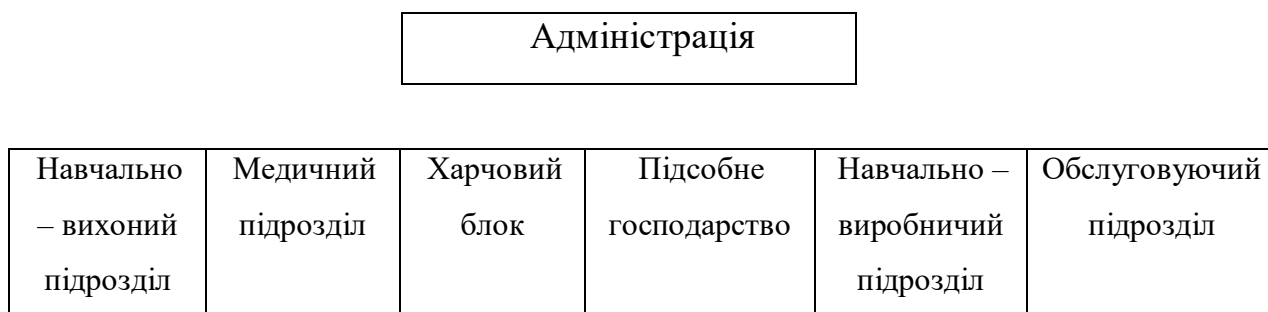 Адміністрація
Навчально
– вихоний
підрозділ
Медичний
підрозділ
Харчовий
блок
Підсобне
господарство
Навчально –
виробничий
підрозділ
Обслуговуючий
підрозділ